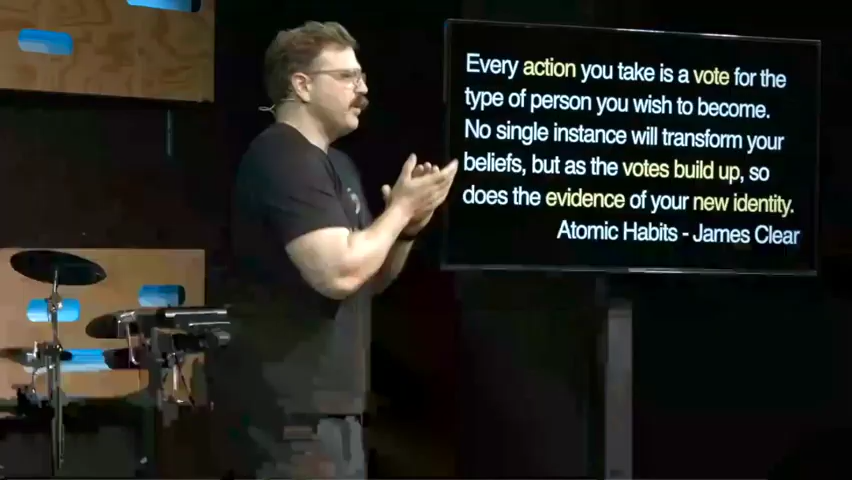 Every action you take is a vote for the
type of person you wish to become.
No single instance will transform your
beliefs, but as the votes build up, so
does the evidence of your new identity.
Atomic Habits - James Clear